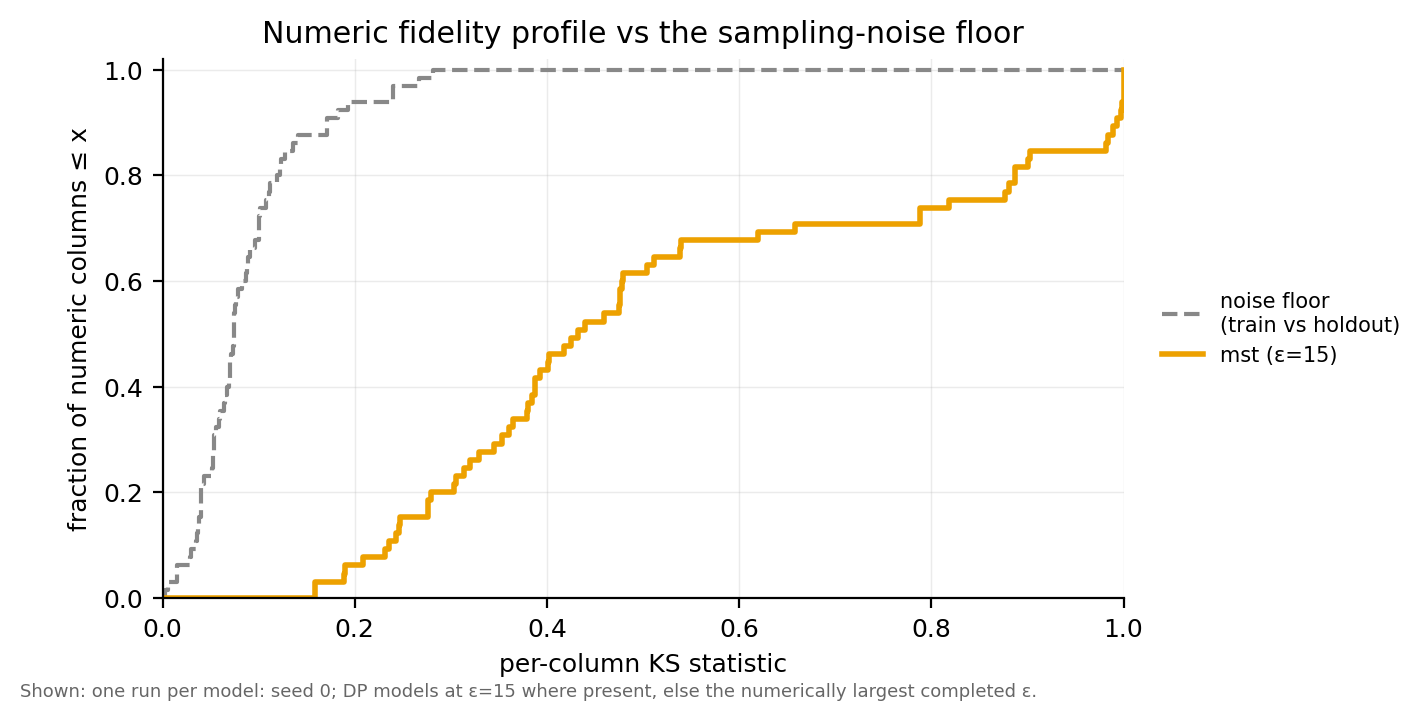 Numeric fidelity profile vs the sampling-noise floor
fraction of numeric columns ≤ x
1.0
0.8
0.6
0.4
0.2
0.0
0.0 0.2 0.4 0.6 0.8 1.0
per-column KS statistic
noise floor
(train vs holdout)
mst (ε=15)
Shown: one run per model: seed 0; DP models at ε=15 where present, else the numerically largest completed ε.